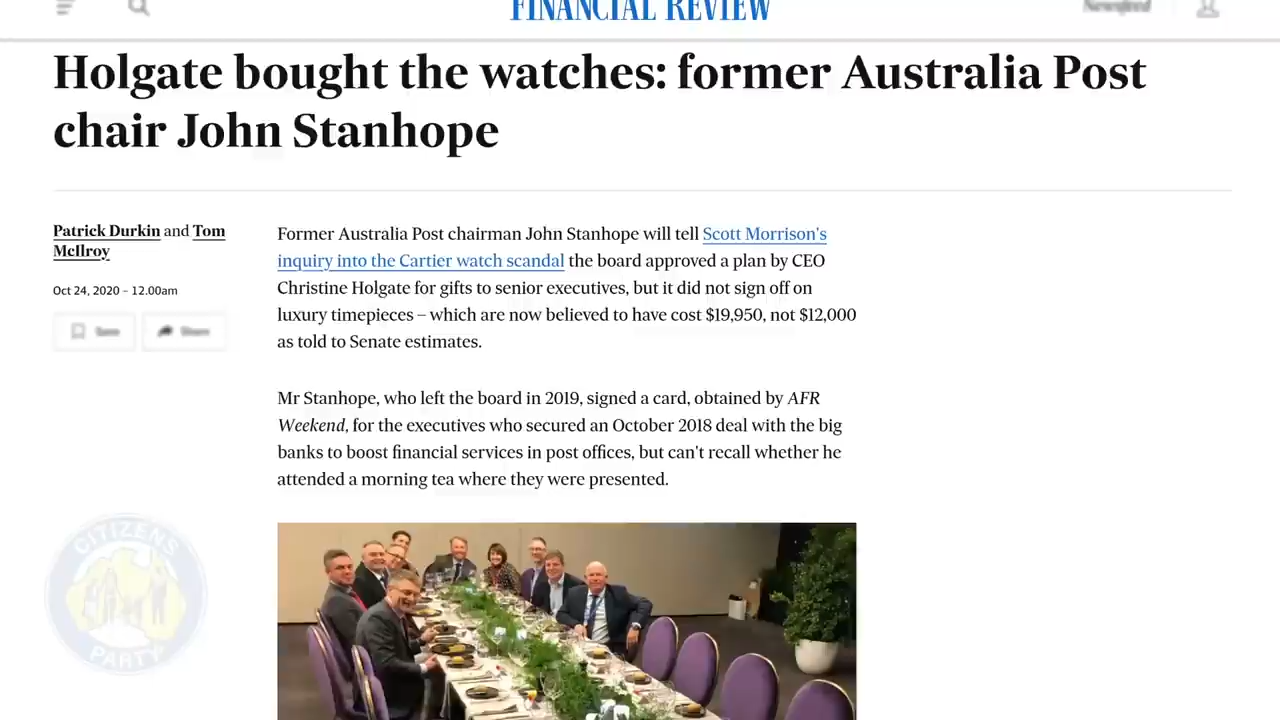 FINANCIAL REVIEW
Newsfeed
Holgate bought the watches: former Australia Post
chair John Stanhope
Patrick Durkin and Tom
McIlroy
Oct 24, 2020 – 12.00am
Save
Share
Former Australia Post chairman John Stanhope will tell Scott Morrison's
inquiry into the Cartier watch scandal the board approved a plan by CEO
Christine Holgate for gifts to senior executives, but it did not sign off on
luxury timepieces – which are now believed to have cost $19,950, not $12,000
as told to Senate estimates.
Mr Stanhope, who left the board in 2019, signed a card, obtained by AFR
Weekend, for the executives who secured an October 2018 deal with the big
banks to boost financial services in post offices, but can't recall whether he
attended a morning tea where they were presented.
CITIZENS
PARTY